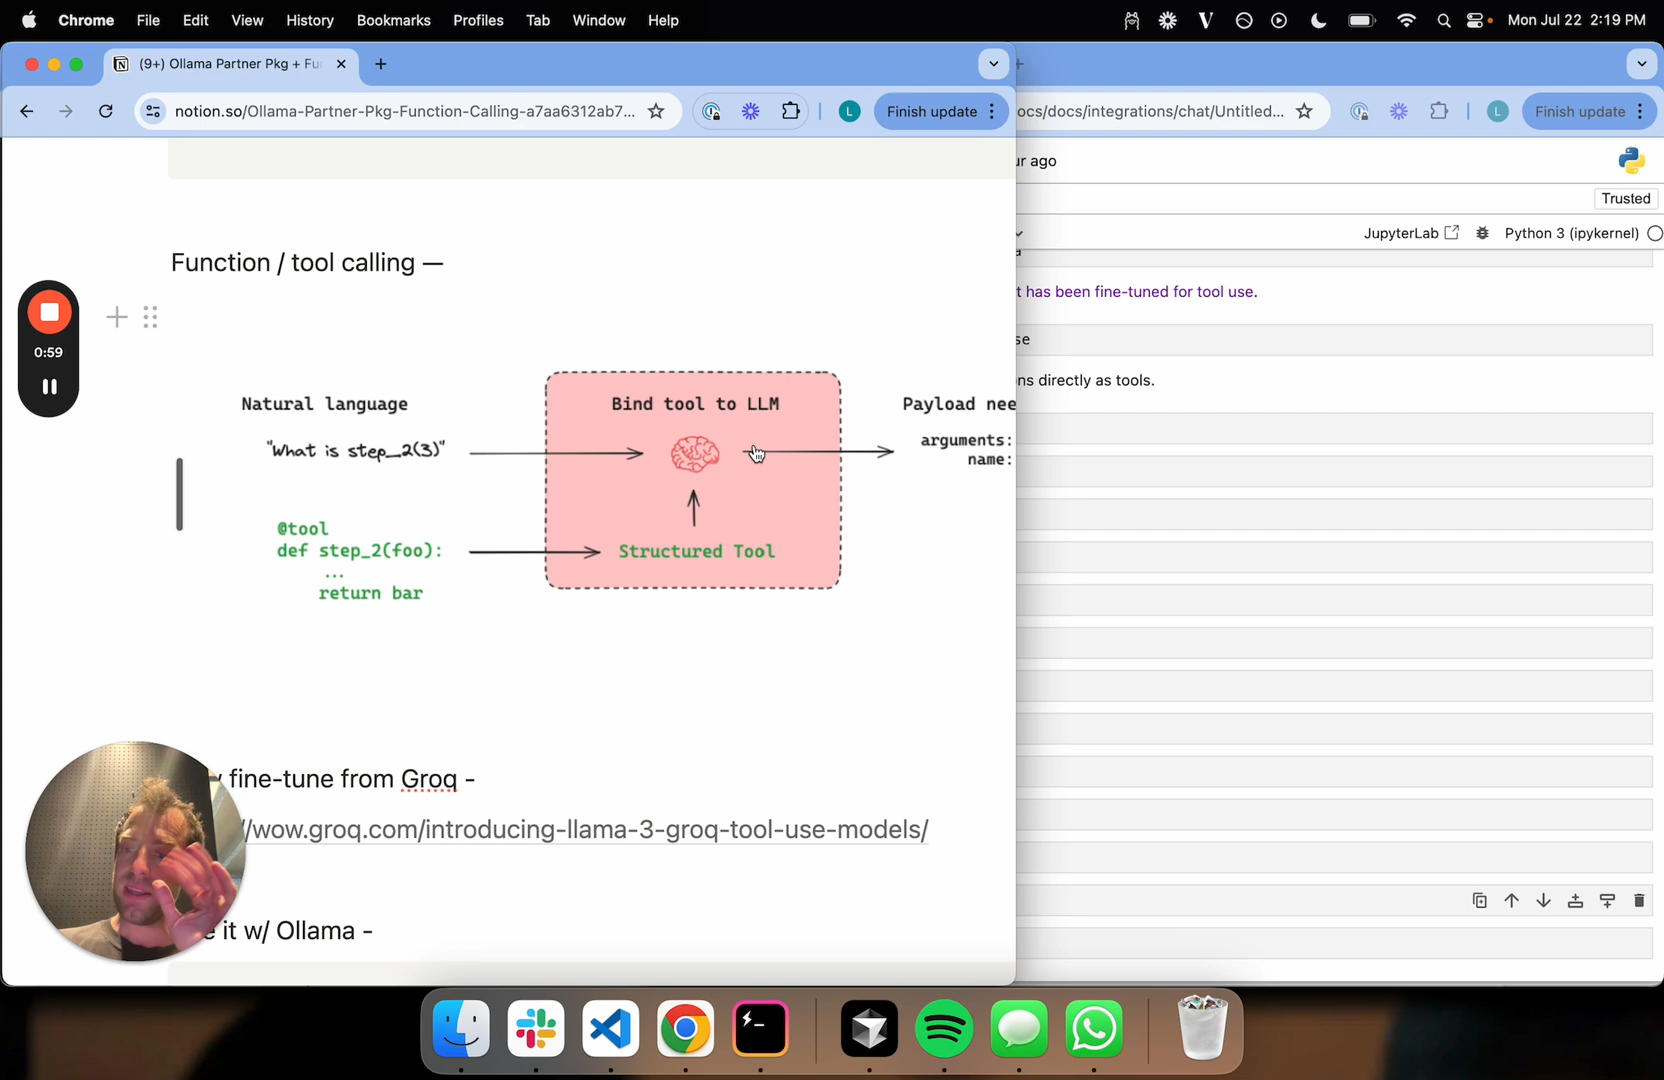 Chrome File Edit View History Bookmarks Profiles Tab Window Help
Mon Jul 22 2:19 PM
(9+) Ollama Partner Pkg + Fu
notion.so/Ollama-Partner-Pkg-Function-Calling-a7aa6312ab7...
Finish update
L
ocs/docs/integrations/chat/Untitled...
L
Finish update
ur ago
Trusted
JupyterLab
Python 3 (ipykernel)
t has been fine-tuned for tool use.
se
ns directly as tools.
Function / tool calling —
0:59
Natural language
"What is step_2(3)"
@tool
def step_2(foo):
...
return bar
Bind tool to LLM
Structured Tool
Payload nee
arguments:
name:
fine-tune from Groq -
//wow.groq.com/introducing-llama-3-groq-tool-use-models/
e it w/ Ollama -